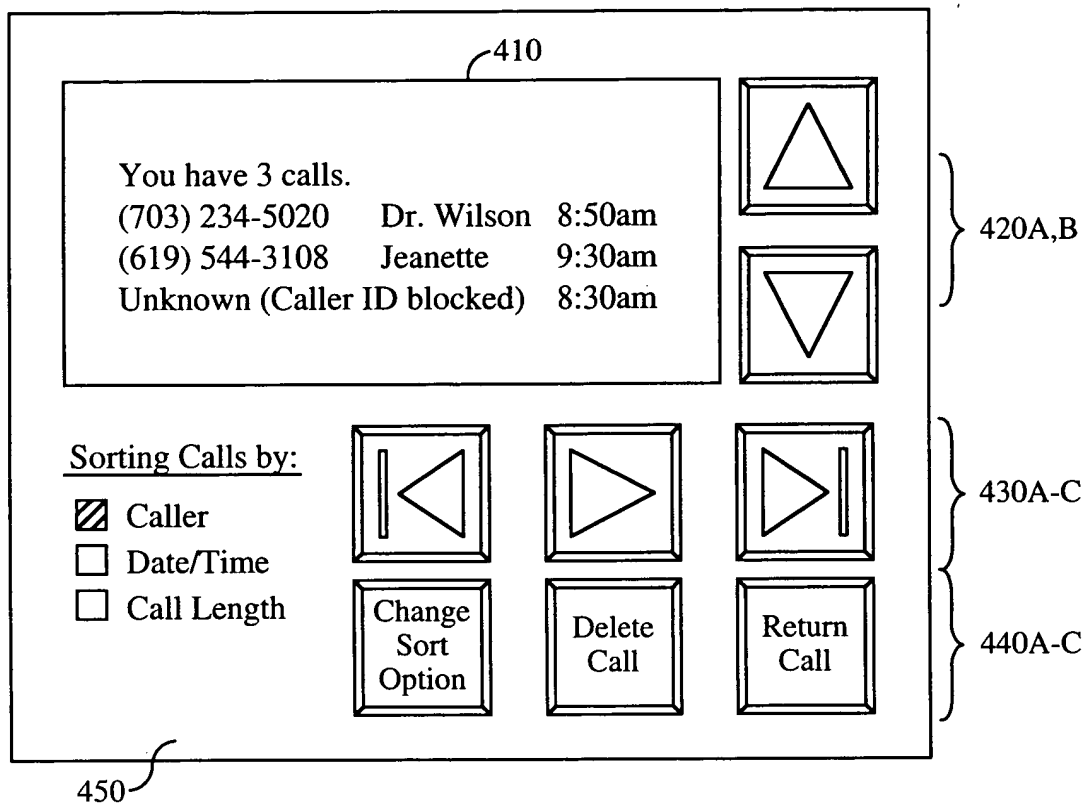 410
You have 3 calls.
(703) 234-5020 Dr. Wilson 8:50am
(619) 544-3108 Jeanette 9:30am
Unknown (Caller ID blocked) 8:30am
420A,B
Sorting Calls by:
Caller
Date/Time
Call Length
430A-C
Change
Sort
Option
Delete
Call
Return
Call
440A-C
450